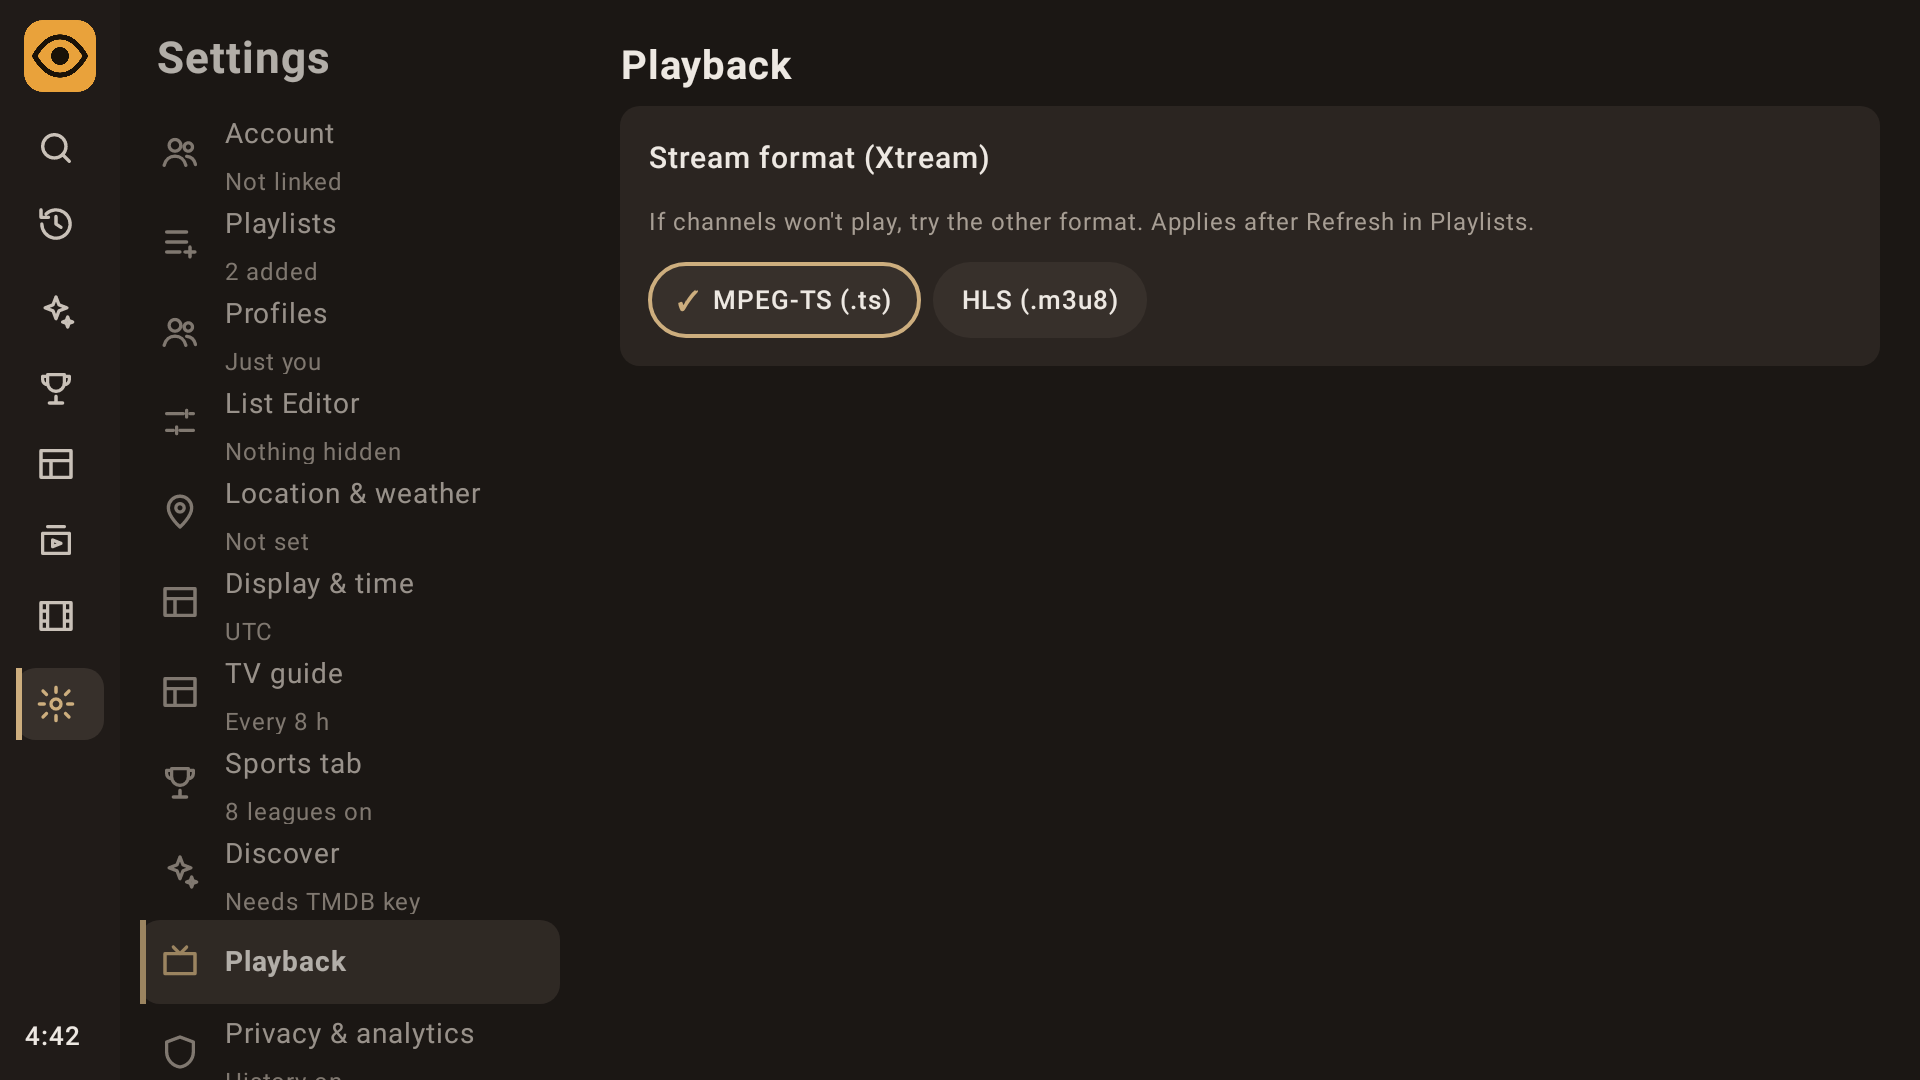 Settings
Account
Not linked
Playlists
2 added
Profiles
Just you
List Editor
Nothing hidden
Location & weather
Not set
Display & time
UTC
TV guide
Every 8 h
Sports tab
8 leagues on
Discover
Needs TMDB key
Playback
Privacy & analytics
History on
4:42
Playback
Stream format (Xtream)
If channels won't play, try the other format. Applies after Refresh in Playlists.
✓ MPEG-TS (.ts)
HLS (.m3u8)